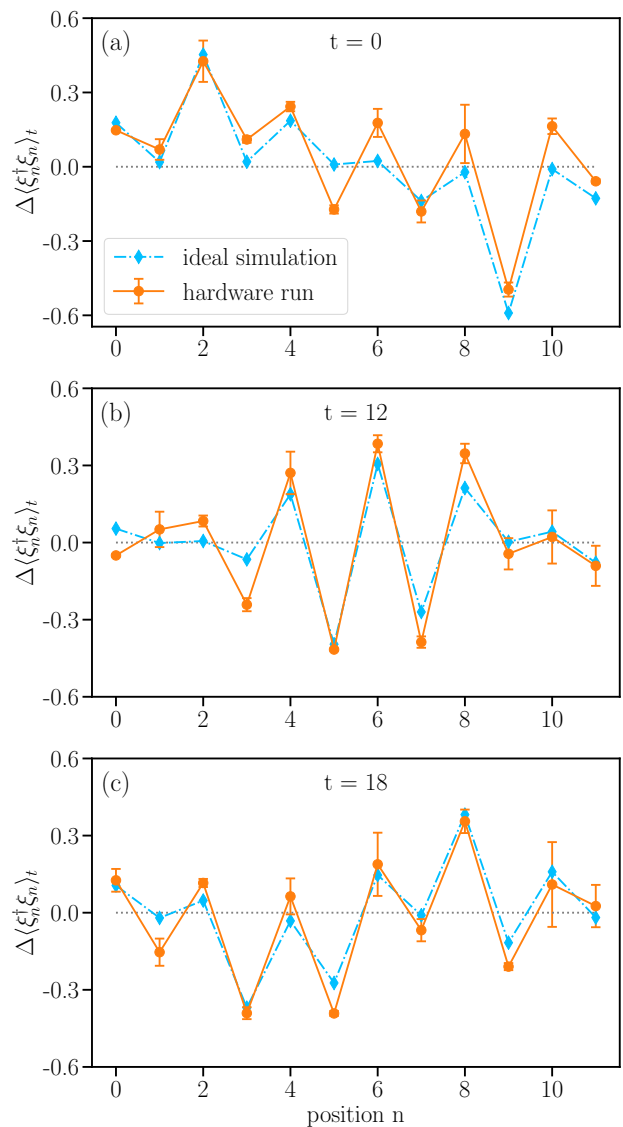 (a)
t = 0
0.6
0.3
0.0
-0.3
-0.6
Δ⟨ξ†ₙξₙ⟩ₜ
ideal simulation
hardware run
0 2 4 6 8 10
(b)
t = 12
0.6
0.3
0.0
-0.3
-0.6
Δ⟨ξ†ₙξₙ⟩ₜ
0 2 4 6 8 10
(c)
t = 18
0.6
0.3
0.0
-0.3
-0.6
Δ⟨ξ†ₙξₙ⟩ₜ
0 2 4 6 8 10
position n